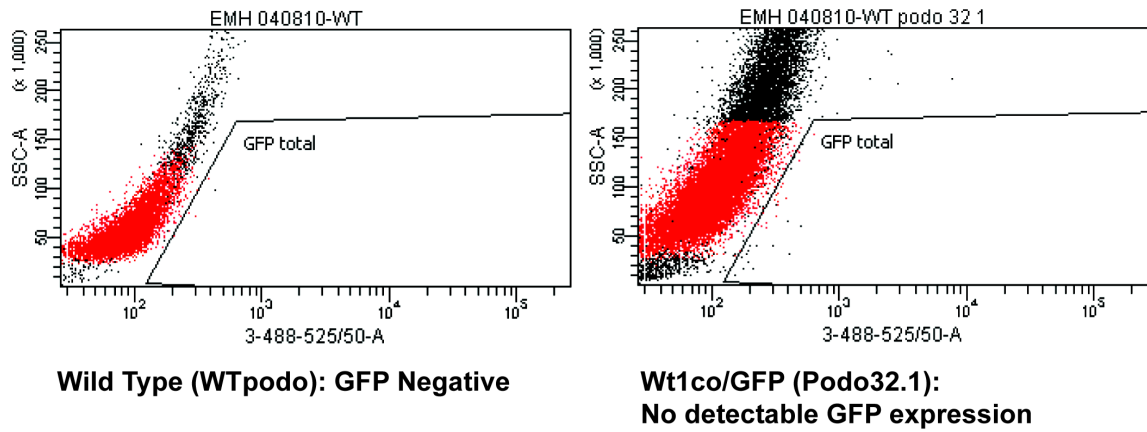 EMH 040810-WT
(x 1,000)
SSC-A
250
200
150
100
50
GFP total
10²
10³
10⁴
10⁵
3-488-525/50-A
Wild Type (WTpodo): GFP Negative
EMH 040810-WT podo 32 1
(x 1,000)
SSC-A
250
200
150
100
50
GFP total
10²
10³
10⁴
10⁵
3-488-525/50-A
Wt1co/GFP (Podo32.1):
No detectable GFP expression